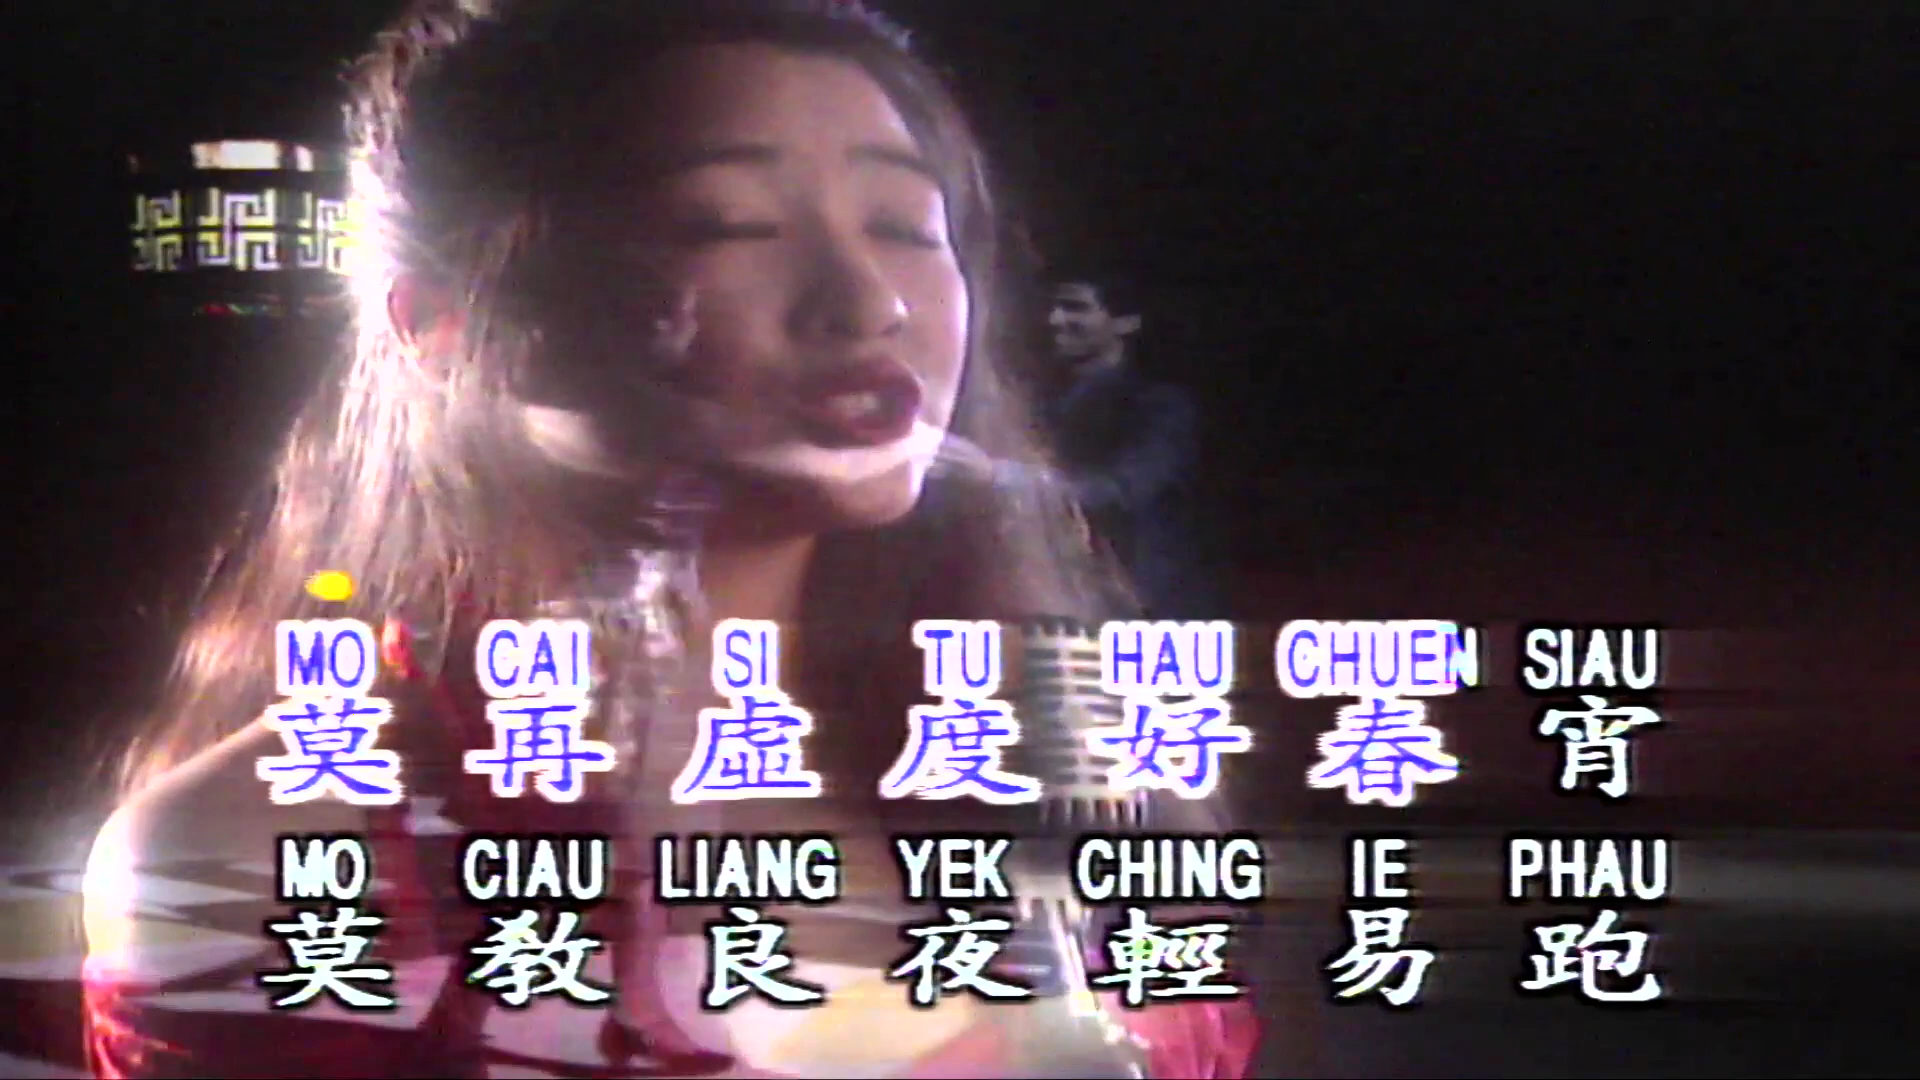 MO CAI SI TU HAU CHUEN SIAU
莫 再 虛 度 好 春 宵
MO CIAU LIANG YEK CHING IE PHAU
莫 教 良 夜 輕 易 跑